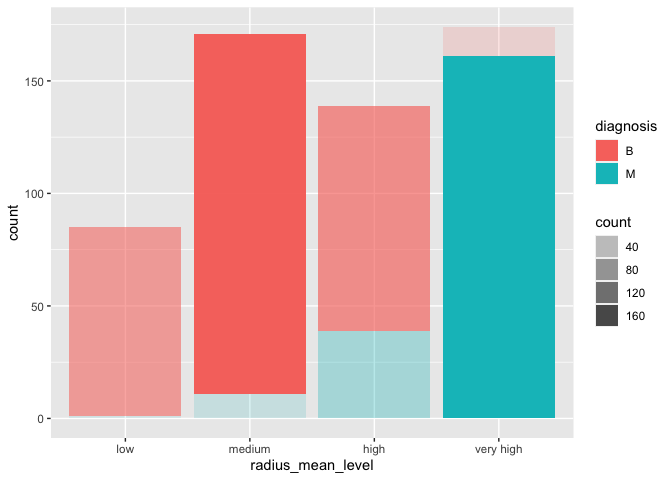 150
100
50
0
count
low medium high very high
radius_mean_level
diagnosis
B
M
count
40
80
120
160